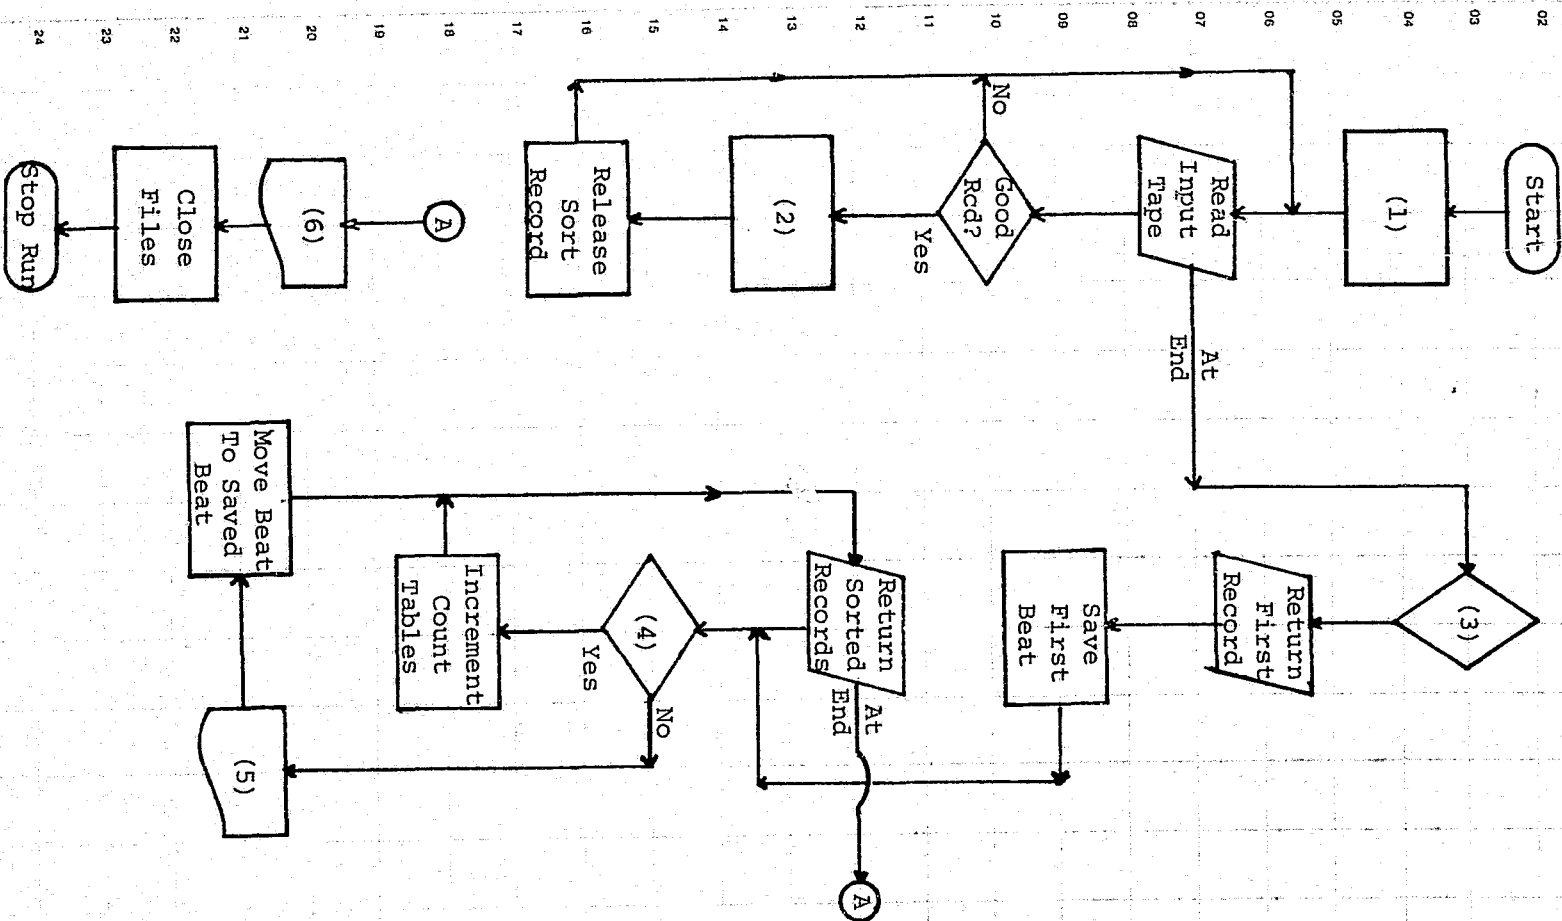 02
03
04
05
06
07
08
09
10
11
12
13
14
15
16
17
18
19
20
21
22
23
24
Start
(1)
Read
Input
Tape
At
End
Good
Rcd?
No
Yes
(2)
Release
Sort
Record
A
(6)
Close
Files
Stop Run
(3)
Return
First
Record
Save
First
Beat
Return
Sorted
Records
At
End
A
(4)
No
Yes
Increment
Count
Tables
(5)
Move Beat
To Saved
Beat